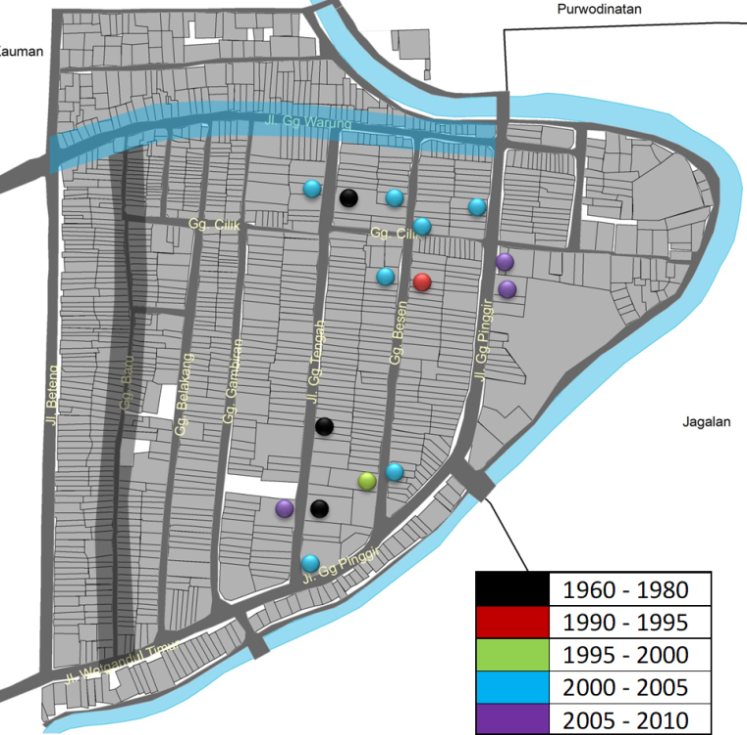 Purwodinatan
Kauman
Jl. Gg Warung
Gg. Cilik
Gg. Cilik
Jl. Beteng
Gg. Baru
Gg. Belakang
Gg. Gambiran
Jl. Gg Tengah
Gg. Besen
Jl. Gg Pinggir
Jagalan
Jl. Gg Pinggir
Jl. Wotgandul Timur
1960 - 1980
1990 - 1995
1995 - 2000
2000 - 2005
2005 - 2010